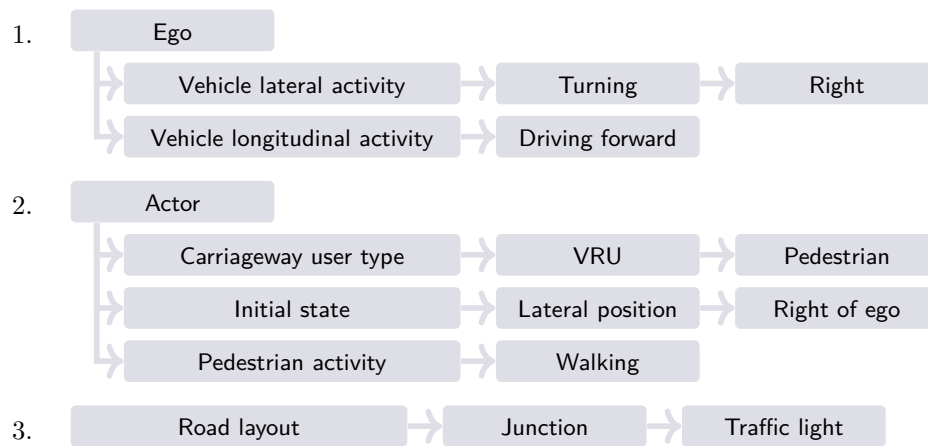 1. Ego
Vehicle lateral activity Turning Right
Vehicle longitudinal activity Driving forward
2. Actor
Carriageway user type VRU Pedestrian
Initial state Lateral position Right of ego
Pedestrian activity Walking
3. Road layout Junction Traffic light